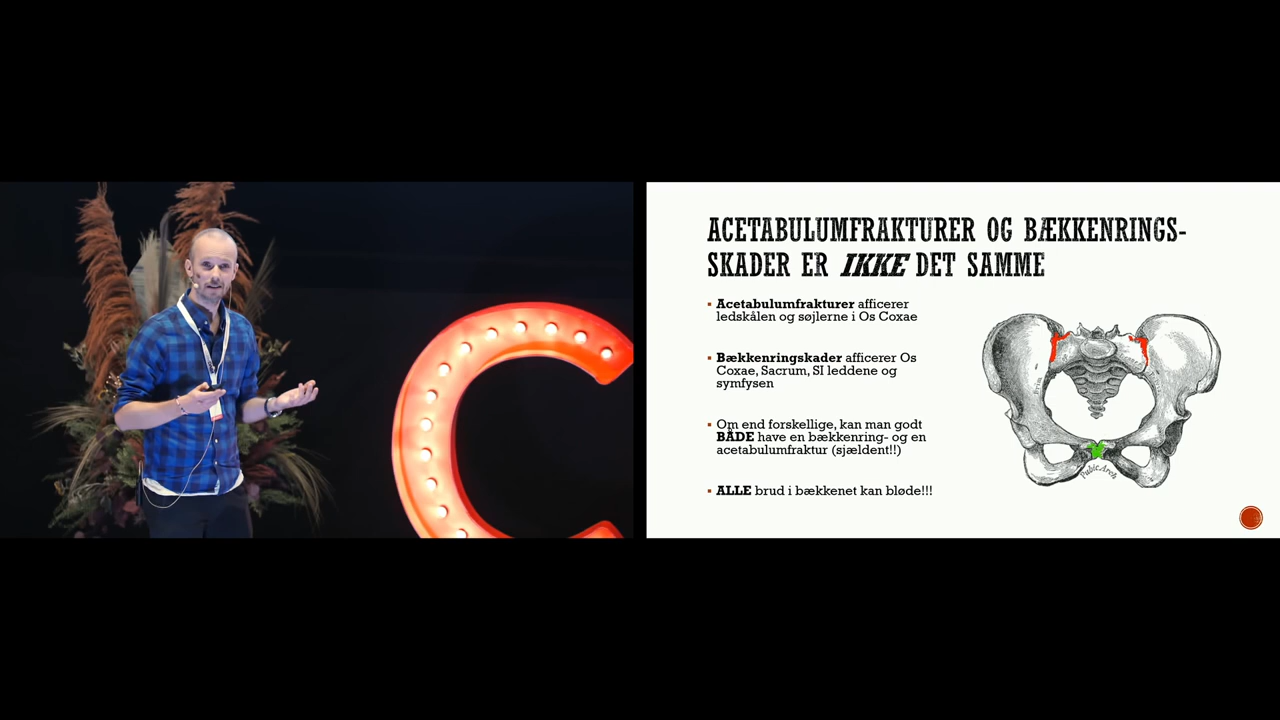 ACETABULUMFRAKTURER OG BÆKKENRINGS-
SKADER ER IKKE DET SAMME
Acetabulumfrakturer afficerer
ledskålen og søjlerne i Os Coxae
Bækkenringskader afficerer Os
Coxae, Sacrum, SI leddene og
symfysen
Om end forskellige, kan man godt
BÅDE have en bækkenring- og en
acetabulumfraktur (sjældent!!)
ALLE brud i bækkenet kan bløde!!!
Pubic Arch
C